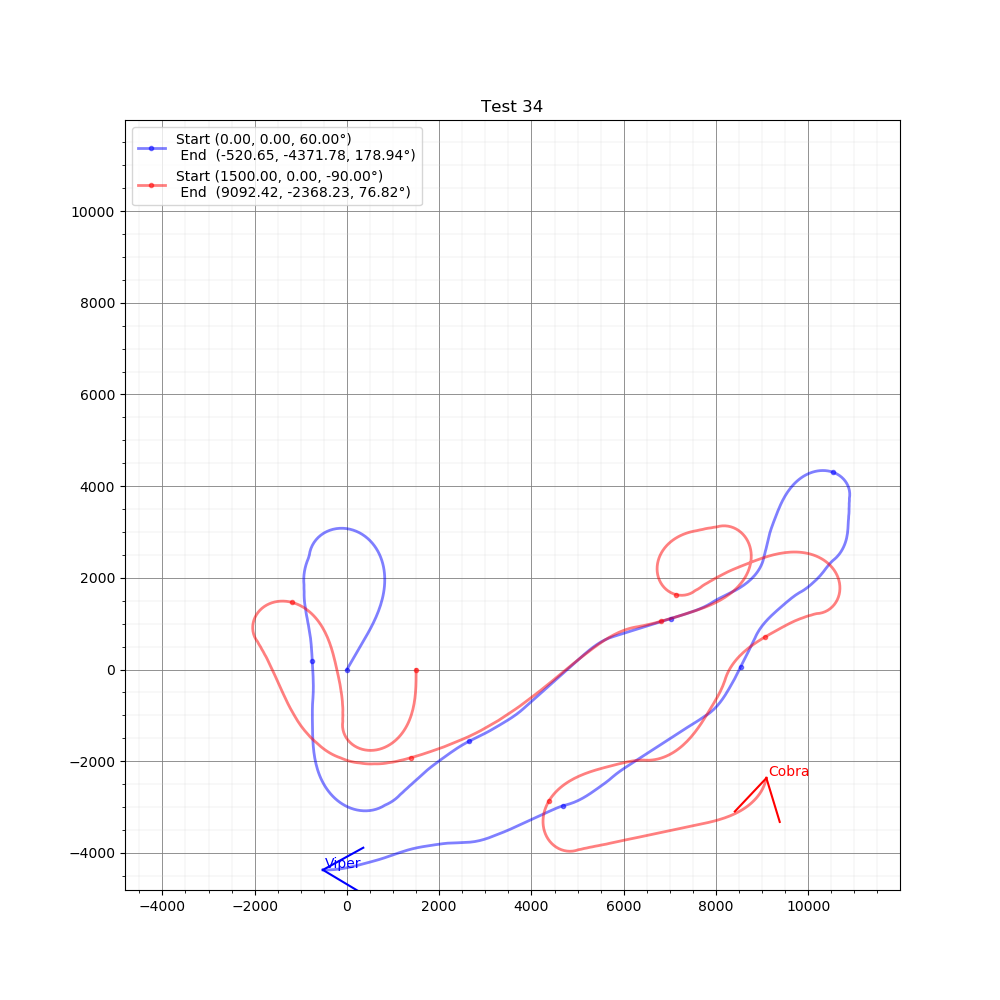 Test 34
Start (0.00, 0.00, 60.00°)
End  (-520.65, -4371.78, 178.94°)
Start (1500.00, 0.00, -90.00°)
End  (9092.42, -2368.23, 76.82°)
10000
8000
6000
4000
2000
0
−2000
−4000
Cobra
Viper
−4000 −2000 0 2000 4000 6000 8000 10000